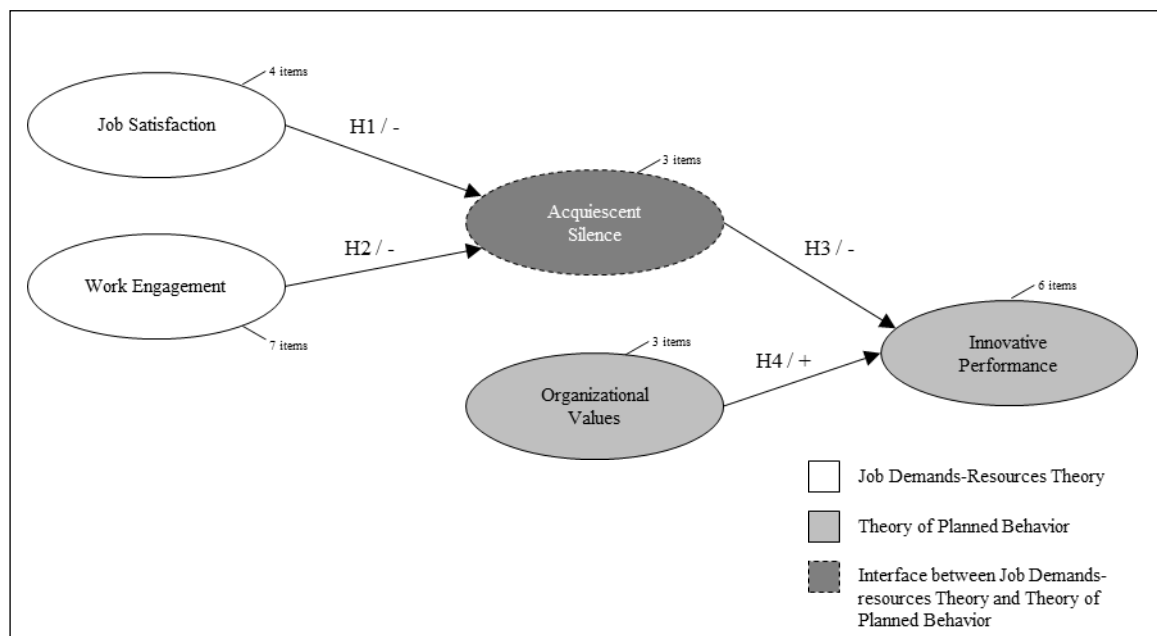 4 items
Job Satisfaction
H1 / -
3 items
Acquiescent
Silence
H2 / -
Work Engagement
7 items
H3 / -
6 items
Innovative
Performance
3 items
H4 / +
Organizational
Values
Job Demands-Resources Theory
Theory of Planned Behavior
Interface between Job Demands-
resources Theory and Theory of
Planned Behavior